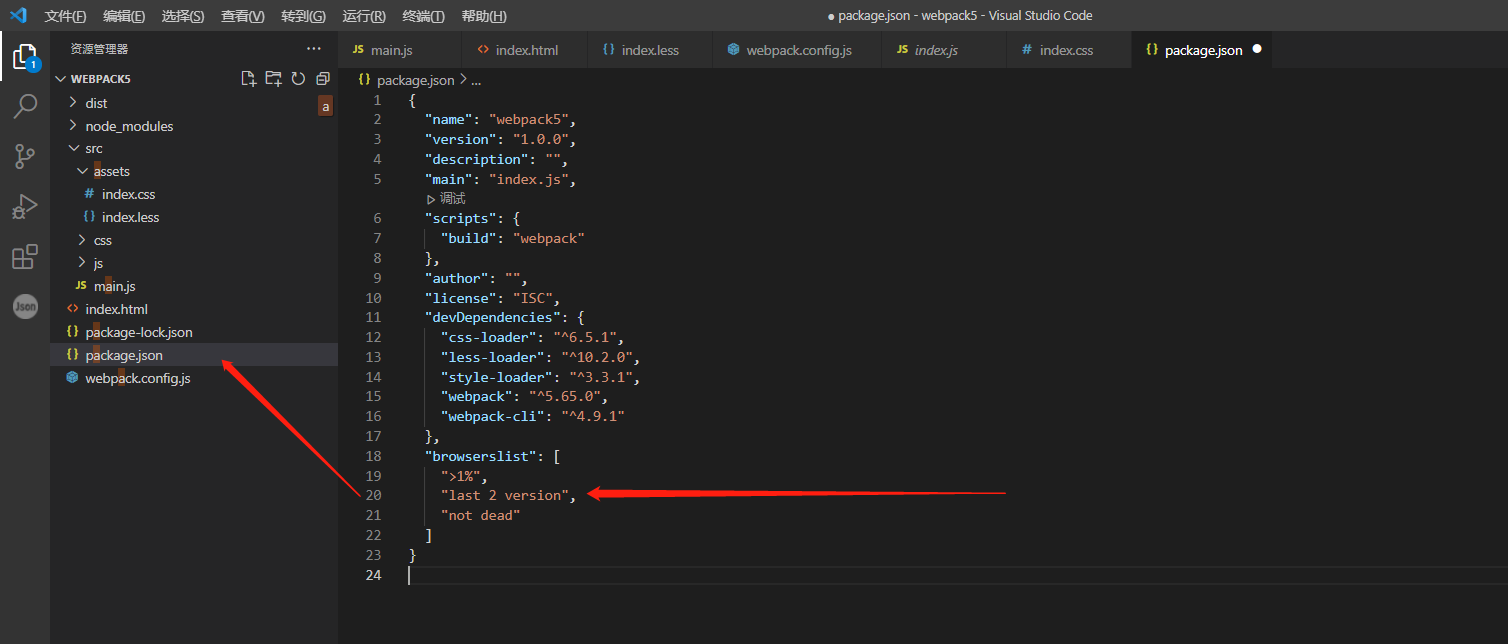 文件(F) 编辑(E) 选择(S) 查看(V) 转到(G) 运行(R) 终端(T) 帮助(H) ● package.json - webpack5 - Visual Studio Code
资源管理器 ···
JS main.js <> index.html {} index.less webpack.config.js JS index.js # index.css {} package.json ●
1
WEBPACK5
dist
a
node_modules
src
assets
# index.css
{} index.less
css
js
JS main.js
<> index.html
{} package-lock.json
{} package.json
webpack.config.js
Json
{} package.json > ...
1 {
2 "name": "webpack5",
3 "version": "1.0.0",
4 "description": "",
5 "main": "index.js",
调试
6 "scripts": {
7 "build": "webpack"
8 },
9 "author": "",
10 "license": "ISC",
11 "devDependencies": {
12 "css-loader": "^6.5.1",
13 "less-loader": "^10.2.0",
14 "style-loader": "^3.3.1",
15 "webpack": "^5.65.0",
16 "webpack-cli": "^4.9.1"
17 },
18 "browserslist": [
19 ">1%",
20 "last 2 version",
21 "not dead"
22 ]
23 }
24